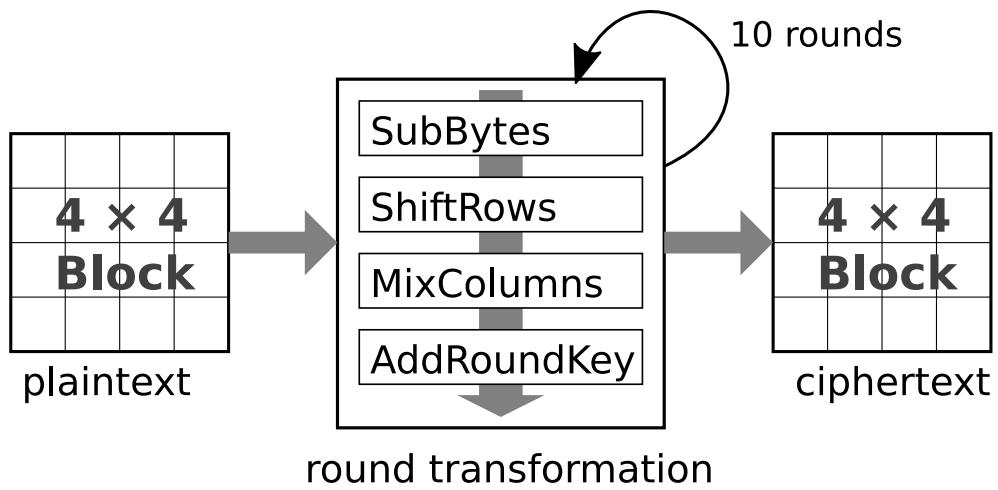 10 rounds
SubBytes
ShiftRows
MixColumns
AddRoundKey
4 × 4
Block
plaintext
4 × 4
Block
ciphertext
round transformation